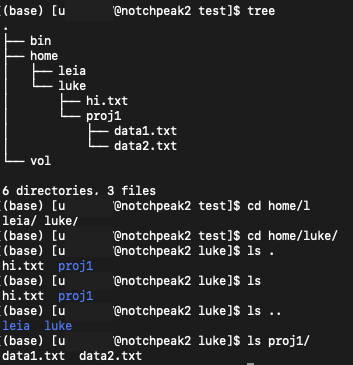 (base) [u @notchpeak2 test]$ tree
.
├── bin
├── home
│   ├── leia
│   └── luke
│       ├── hi.txt
│       └── proj1
│           ├── data1.txt
│           └── data2.txt
└── vol
6 directories, 3 files
(base) [u @notchpeak2 test]$ cd home/l
leia/ luke/
(base) [u @notchpeak2 test]$ cd home/luke/
(base) [u @notchpeak2 luke]$ ls .
hi.txt  proj1
(base) [u @notchpeak2 luke]$ ls
hi.txt  proj1
(base) [u @notchpeak2 luke]$ ls ..
leia  luke
(base) [u @notchpeak2 luke]$ ls proj1/
data1.txt  data2.txt